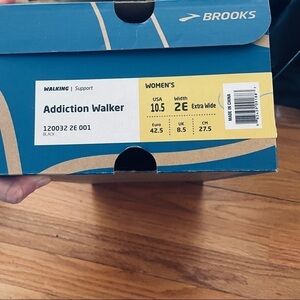 BROOKS
WALKING | Support
Addiction Walker
120032 2E 001
BLACK
WOMEN'S
USA Width
10.5 2E Extra Wide
Euro UK CM
42.5 8.5 27.5
MADE IN CHINA